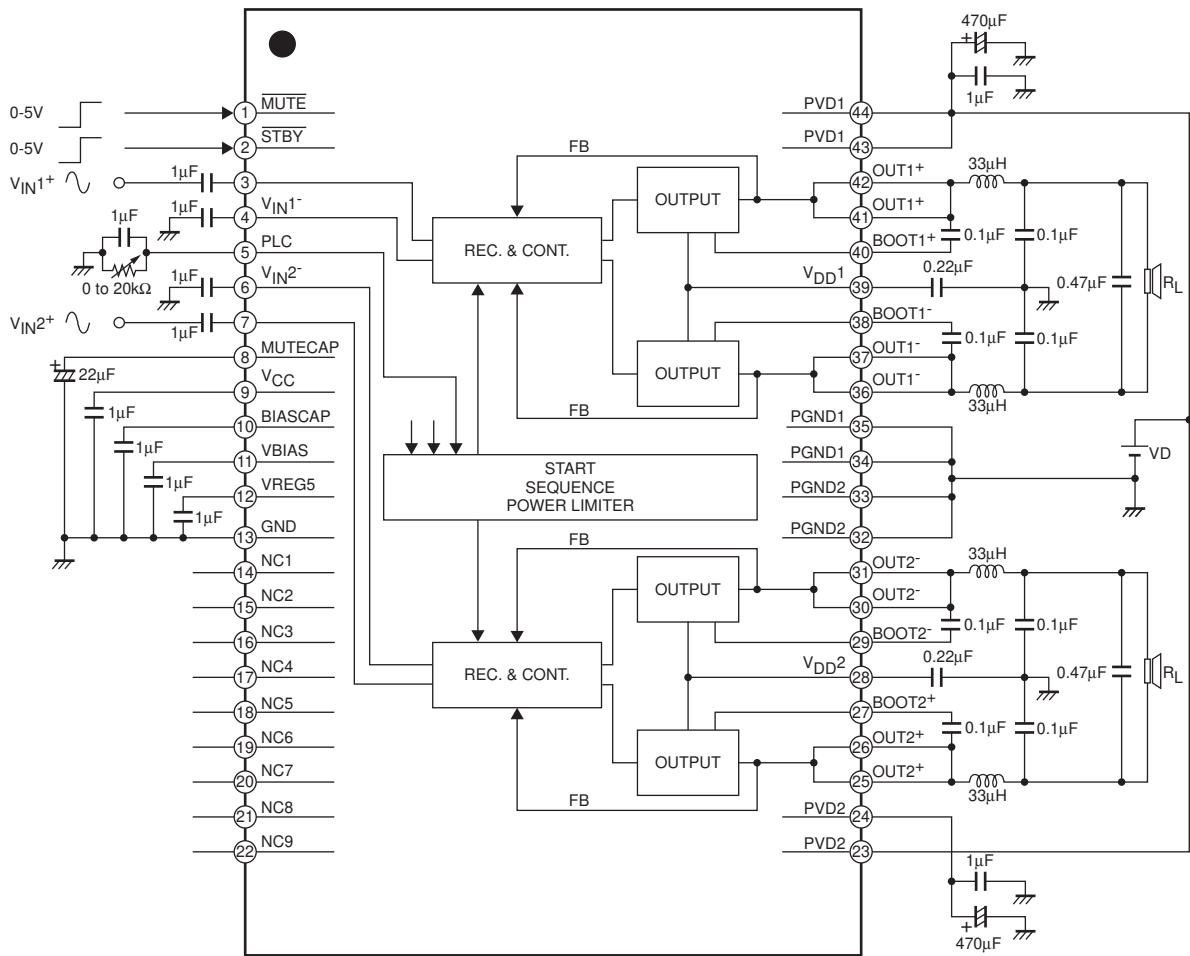 470µF
+
1µF
0-5V
1
MUTE
0-5V
2
STBY
VIN1+
1µF
3
1µF
4
VIN1-
1µF
5
PLC
0 to 20kΩ
1µF
6
VIN2-
VIN2+
1µF
7
8
MUTECAP
+
22µF
9
VCC
1µF
10
BIASCAP
1µF
11
VBIAS
1µF
12
VREG5
1µF
13
GND
14
NC1
15
NC2
16
NC3
17
NC4
18
NC5
19
NC6
20
NC7
21
NC8
22
NC9
FB
OUTPUT
REC. & CONT.
OUTPUT
FB
START
SEQUENCE
POWER LIMITER
FB
OUTPUT
REC. & CONT.
OUTPUT
FB
PVD1
44
PVD1
43
42
OUT1+
33µH
41
OUT1+
0.1µF
0.1µF
40
BOOT1+
VDD1
39
0.22µF
0.47µF
RL
38
BOOT1-
0.1µF
0.1µF
37
OUT1-
36
OUT1-
33µH
PGND1
35
PGND1
34
VD
PGND2
33
PGND2
32
31
OUT2-
33µH
30
OUT2-
0.1µF
0.1µF
29
BOOT2-
VDD2
28
0.22µF
0.47µF
RL
27
BOOT2+
0.1µF
0.1µF
26
OUT2+
25
OUT2+
33µH
PVD2
24
PVD2
23
1µF
+
470µF